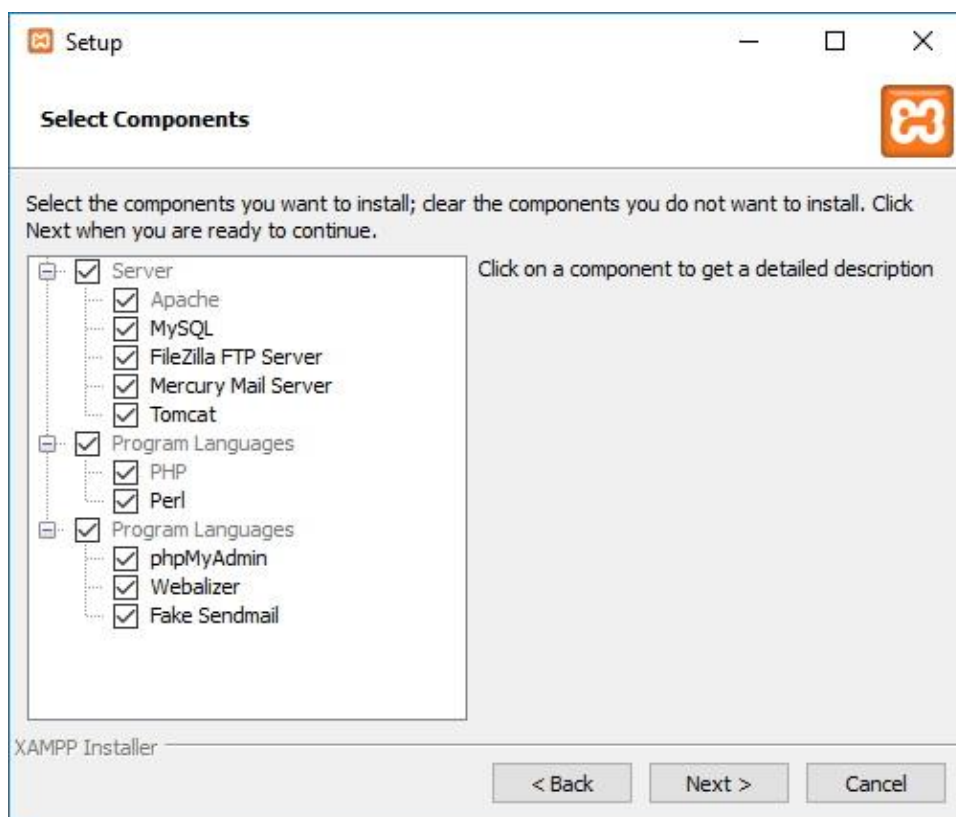 Setup
Select Components
Select the components you want to install; clear the components you do not want to install. Click
Next when you are ready to continue.
Server
Apache
MySQL
FileZilla FTP Server
Mercury Mail Server
Tomcat
Program Languages
PHP
Perl
Program Languages
phpMyAdmin
Webalizer
Fake Sendmail
Click on a component to get a detailed description
XAMPP Installer
< Back
Next >
Cancel